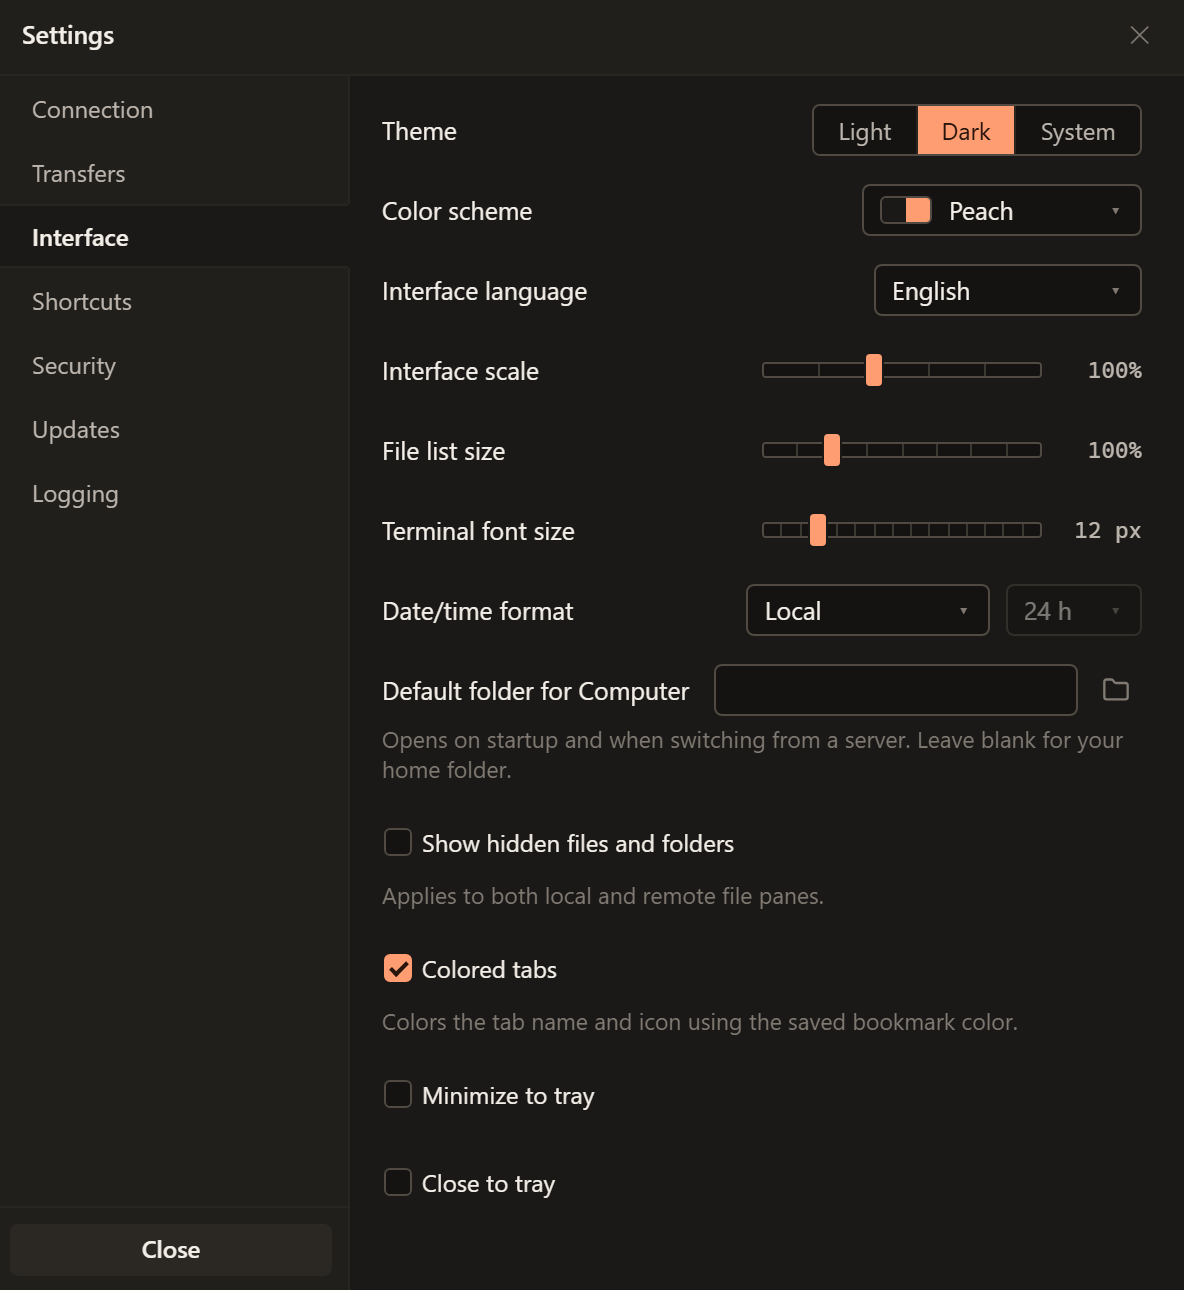 Settings
Connection
Transfers
Interface
Shortcuts
Security
Updates
Logging
Close
Theme
Light
Dark
System
Color scheme
Peach
Interface language
English
Interface scale
100%
File list size
100%
Terminal font size
12 px
Date/time format
Local
24 h
Default folder for Computer
Opens on startup and when switching from a server. Leave blank for your
home folder.
Show hidden files and folders
Applies to both local and remote file panes.
Colored tabs
Colors the tab name and icon using the saved bookmark color.
Minimize to tray
Close to tray